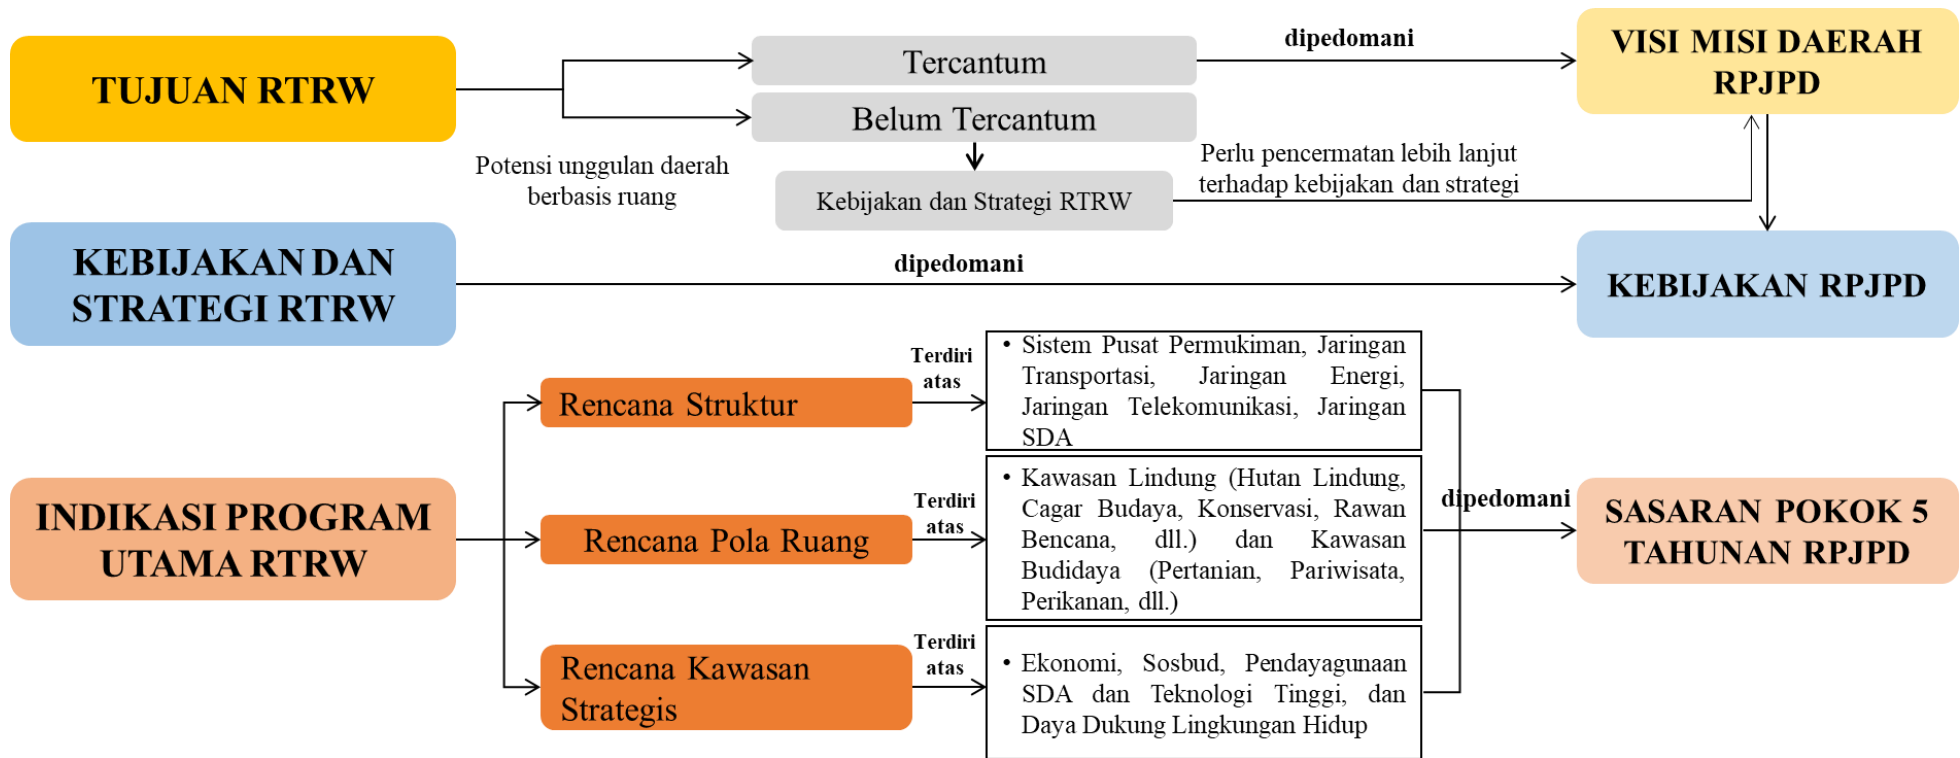 TUJUAN RTRW
Tercantum
Belum Tercantum
dipedomani
VISI MISI DAERAH
RPJPD
Potensi unggulan daerah
berbasis ruang
Kebijakan dan Strategi RTRW
Perlu pencermatan lebih lanjut
terhadap kebijakan dan strategi
KEBIJAKAN DAN
STRATEGI RTRW
dipedomani
KEBIJAKAN RPJPD
INDIKASI PROGRAM
UTAMA RTRW
Rencana Struktur
Terdiri
atas
• Sistem Pusat Permukiman, Jaringan
Transportasi, Jaringan Energi,
Jaringan Telekomunikasi, Jaringan
SDA
Rencana Pola Ruang
Terdiri
atas
• Kawasan Lindung (Hutan Lindung,
Cagar Budaya, Konservasi, Rawan
Bencana, dll.) dan Kawasan
Budidaya (Pertanian, Pariwisata,
Perikanan, dll.)
Rencana Kawasan
Strategis
Terdiri
atas
• Ekonomi, Sosbud, Pendayagunaan
SDA dan Teknologi Tinggi, dan
Daya Dukung Lingkungan Hidup
dipedomani
SASARAN POKOK 5
TAHUNAN RPJPD